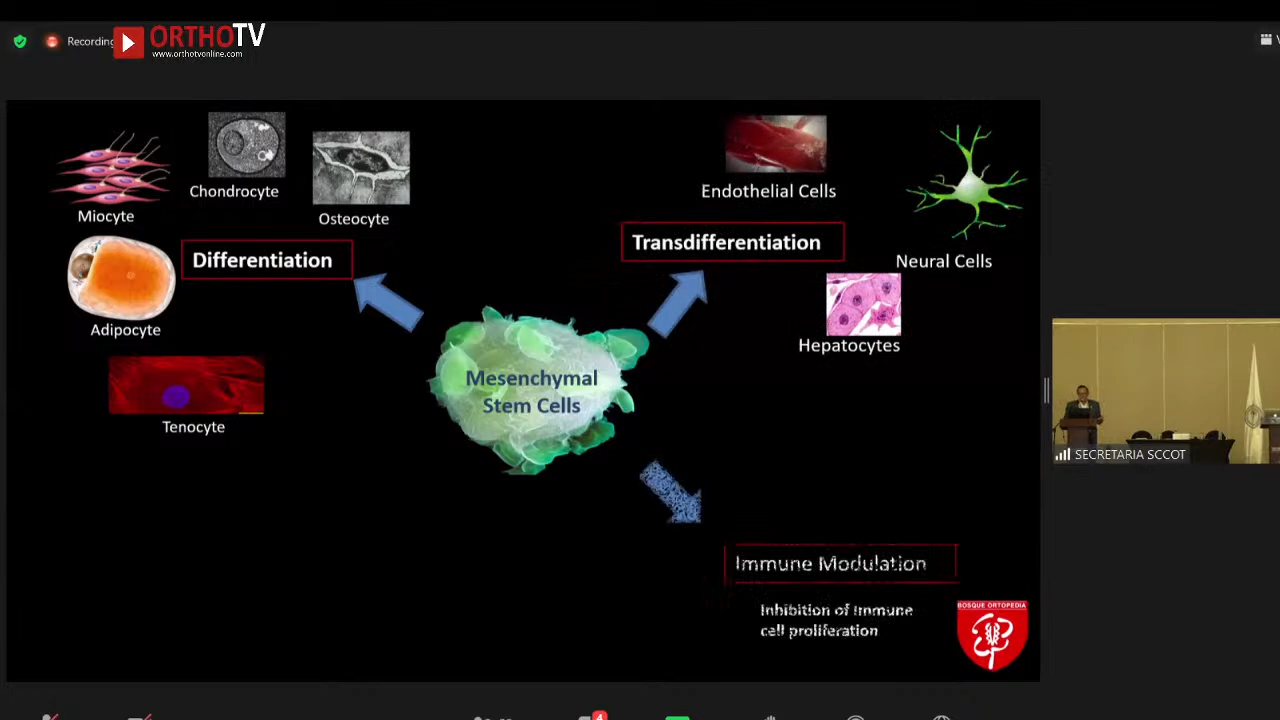 Recording
ORTHOTV
www.orthotvonline.com
Miocyte
Chondrocyte
Osteocyte
Differentiation
Adipocyte
Tenocyte
Endothelial Cells
Transdifferentiation
Neural Cells
Hepatocytes
Mesenchymal
Stem Cells
Immune Modulation
Inhibition of immune
cell proliferation
BOSQUE ORTOPEDIA
SECRETARIA SCCOT
4